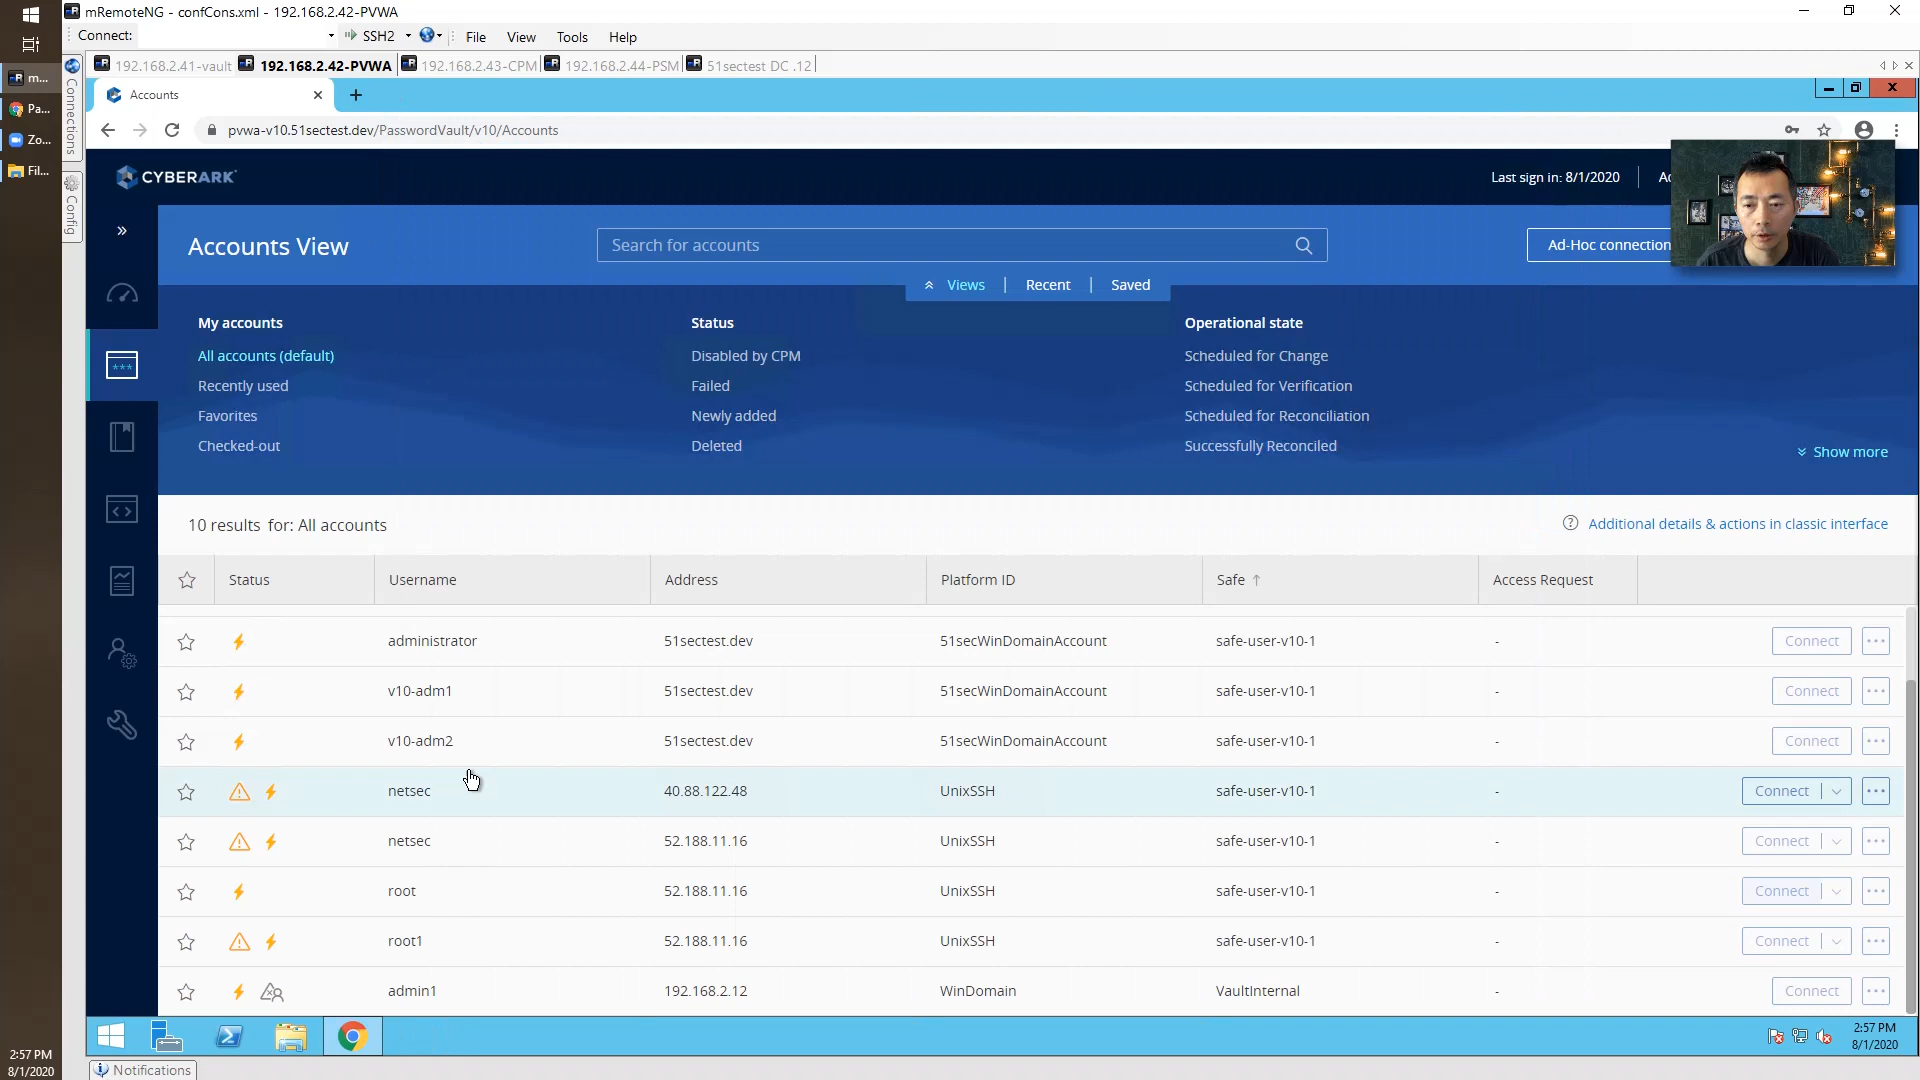 mRemoteNG - confCons.xml - 192.168.2.42-PVWA
Connect: SSH2 File View Tools Help
192.168.2.41-vault 192.168.2.42-PVWA 192.168.2.43-CPM 192.168.2.44-PSM 51sectest DC .12
m...
Pa...
Zo...
Fil...
Connections
Config
Accounts
pvwa-v10.51sectest.dev/PasswordVault/v10/Accounts
CYBERARK
Last sign in: 8/1/2020
Accounts View
Search for accounts
Ad-Hoc connection
Views Recent Saved
My accounts Status Operational state
All accounts (default) Disabled by CPM Scheduled for Change
Recently used Failed Scheduled for Verification
Favorites Newly added Scheduled for Reconciliation
Checked-out Deleted Successfully Reconciled
Show more
10 results for: All accounts
Additional details & actions in classic interface
Status Username Address Platform ID Safe Access Request
administrator 51sectest.dev 51secWinDomainAccount safe-user-v10-1 - Connect ...
v10-adm1 51sectest.dev 51secWinDomainAccount safe-user-v10-1 - Connect ...
v10-adm2 51sectest.dev 51secWinDomainAccount safe-user-v10-1 - Connect ...
netsec 40.88.122.48 UnixSSH safe-user-v10-1 - Connect ...
netsec 52.188.11.16 UnixSSH safe-user-v10-1 - Connect ...
root 52.188.11.16 UnixSSH safe-user-v10-1 - Connect ...
root1 52.188.11.16 UnixSSH safe-user-v10-1 - Connect ...
admin1 192.168.2.12 WinDomain VaultInternal - Connect ...
2:57 PM
8/1/2020
Notifications
2:57 PM
8/1/2020